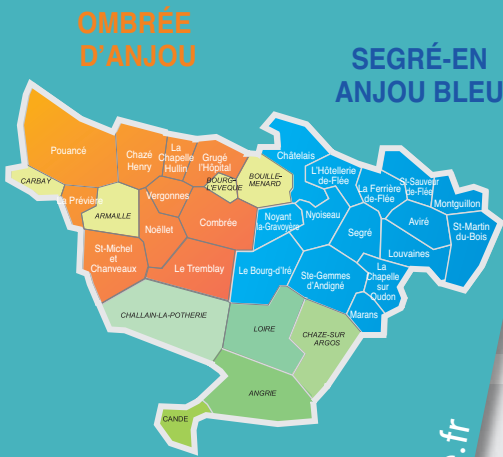 OMBRÉE
D'ANJOU
SEGRÉ-EN
ANJOU BLEU
Pouancé
Chazé
Henry
La
Chapelle
Hullin
Grugé
l'Hôpital
CARBAY
BOURG-
L'EVEQUE
BOUILLE-
MENARD
Châtelais
L'Hôtellerie
de-Flée
La Ferrière
de-Flée
St-Sauveur
de-Flée
Montguillon
La Prévière
ARMAILLE
Vergonnes
Noëllet
Combrée
Noyant
la-Gravoyère
Nyoiseau
Segré
Aviré
St-Martin
du-Bois
Louvaines
St-Michel
et
Chanveaux
Le Tremblay
Le Bourg-d'Iré
Ste-Gemmes
d'Andigné
La
Chapelle
sur
Oudon
Marans
CHALLAIN-LA-POTHERIE
LOIRE
CHAZE-SUR
ARGOS
ANGRIE
CANDE
.fr